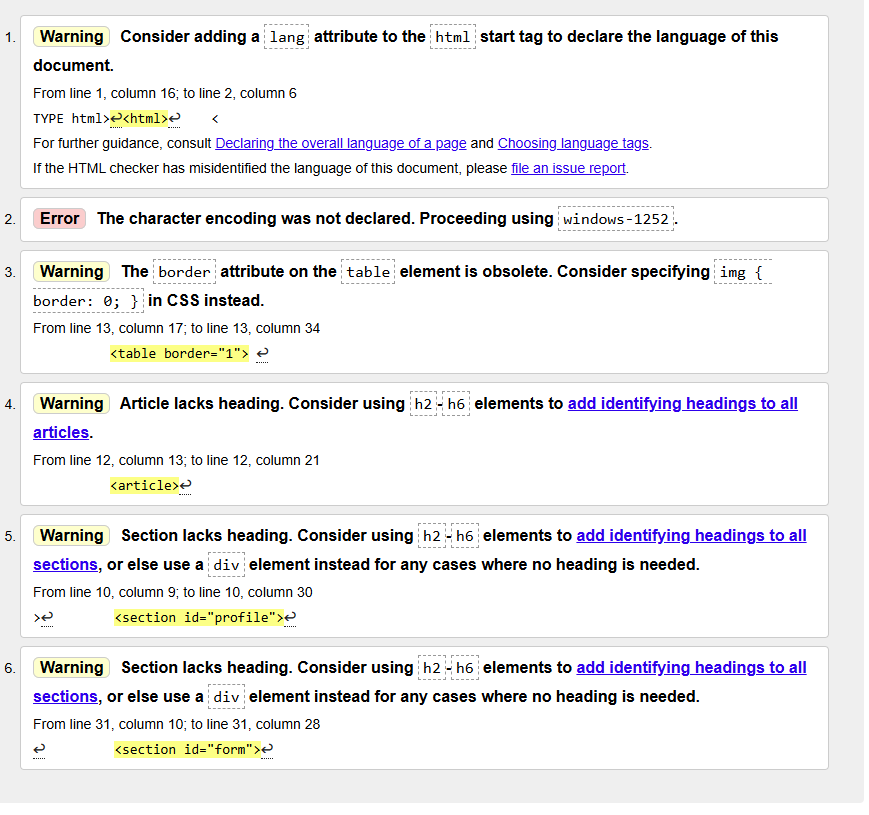 1. Warning Consider adding a lang attribute to the html start tag to declare the language of this
document.
From line 1, column 16; to line 2, column 6
TYPE html>↩<html>↩    <
For further guidance, consult Declaring the overall language of a page and Choosing language tags.
If the HTML checker has misidentified the language of this document, please file an issue report.
2. Error The character encoding was not declared. Proceeding using windows-1252.
3. Warning The border attribute on the table element is obsolete. Consider specifying img {
border: 0; } in CSS instead.
From line 13, column 17; to line 13, column 34
<table border="1"> ↩
4. Warning Article lacks heading. Consider using h2-h6 elements to add identifying headings to all
articles.
From line 12, column 13; to line 12, column 21
<article>↩
5. Warning Section lacks heading. Consider using h2-h6 elements to add identifying headings to all
sections, or else use a div element instead for any cases where no heading is needed.
From line 10, column 9; to line 10, column 30
>↩        <section id="profile">↩
6. Warning Section lacks heading. Consider using h2-h6 elements to add identifying headings to all
sections, or else use a div element instead for any cases where no heading is needed.
From line 31, column 10; to line 31, column 28
↩         <section id="form">↩